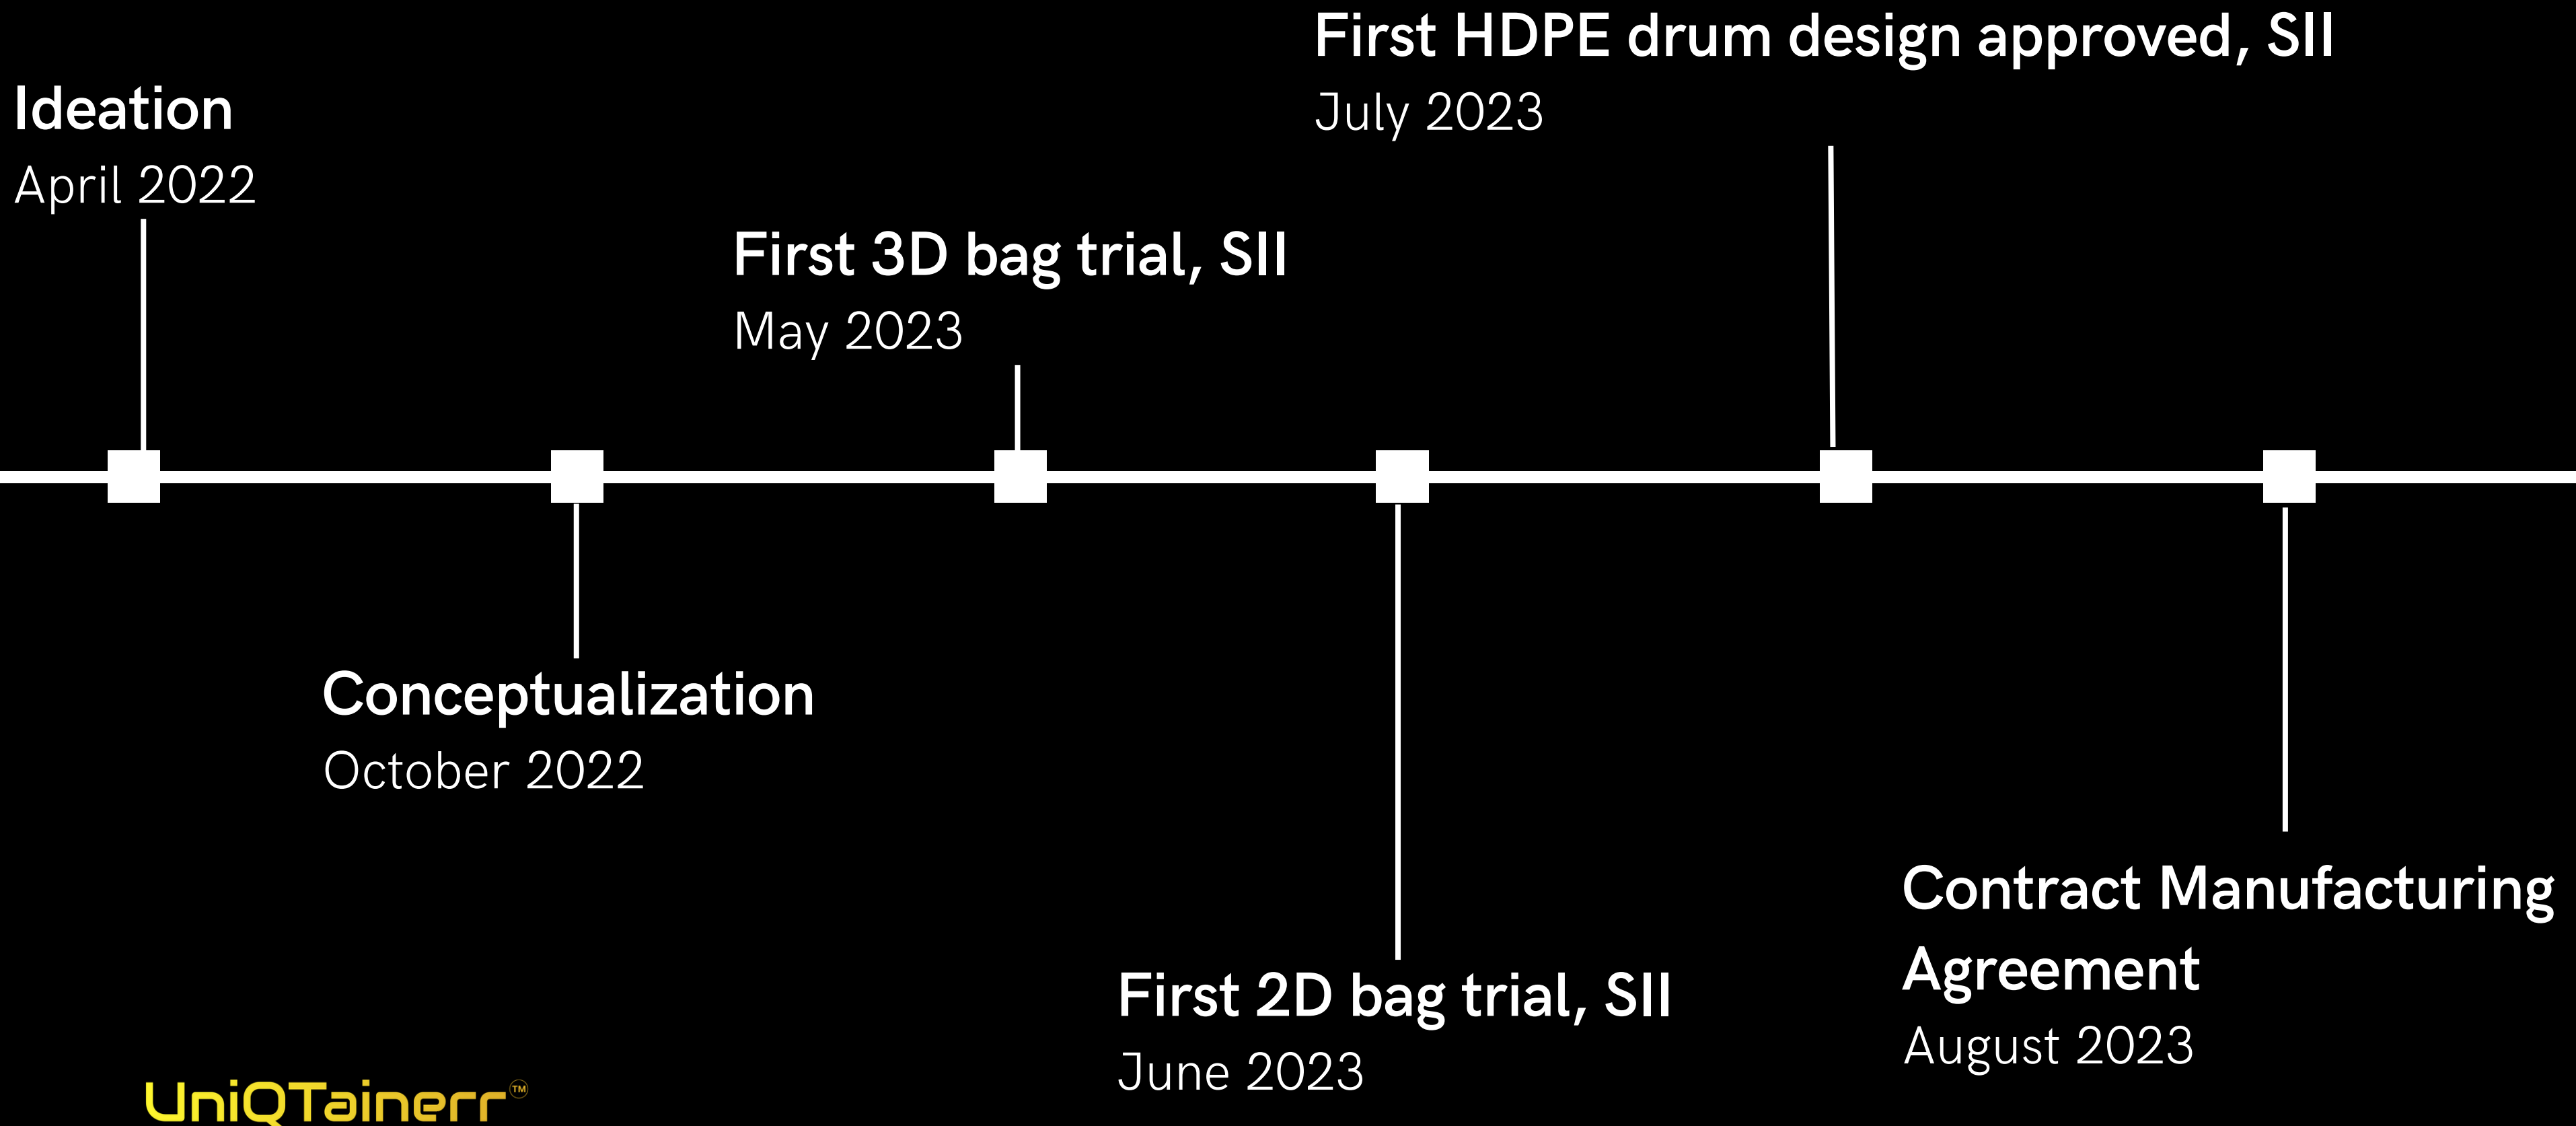 Ideation
April 2022
Conceptualization
October 2022
First 3D bag trial, SII
May 2023
First 2D bag trial, SII
June 2023
First HDPE drum design approved, SII
July 2023
Contract Manufacturing
Agreement
August 2023
UniQTainerr™